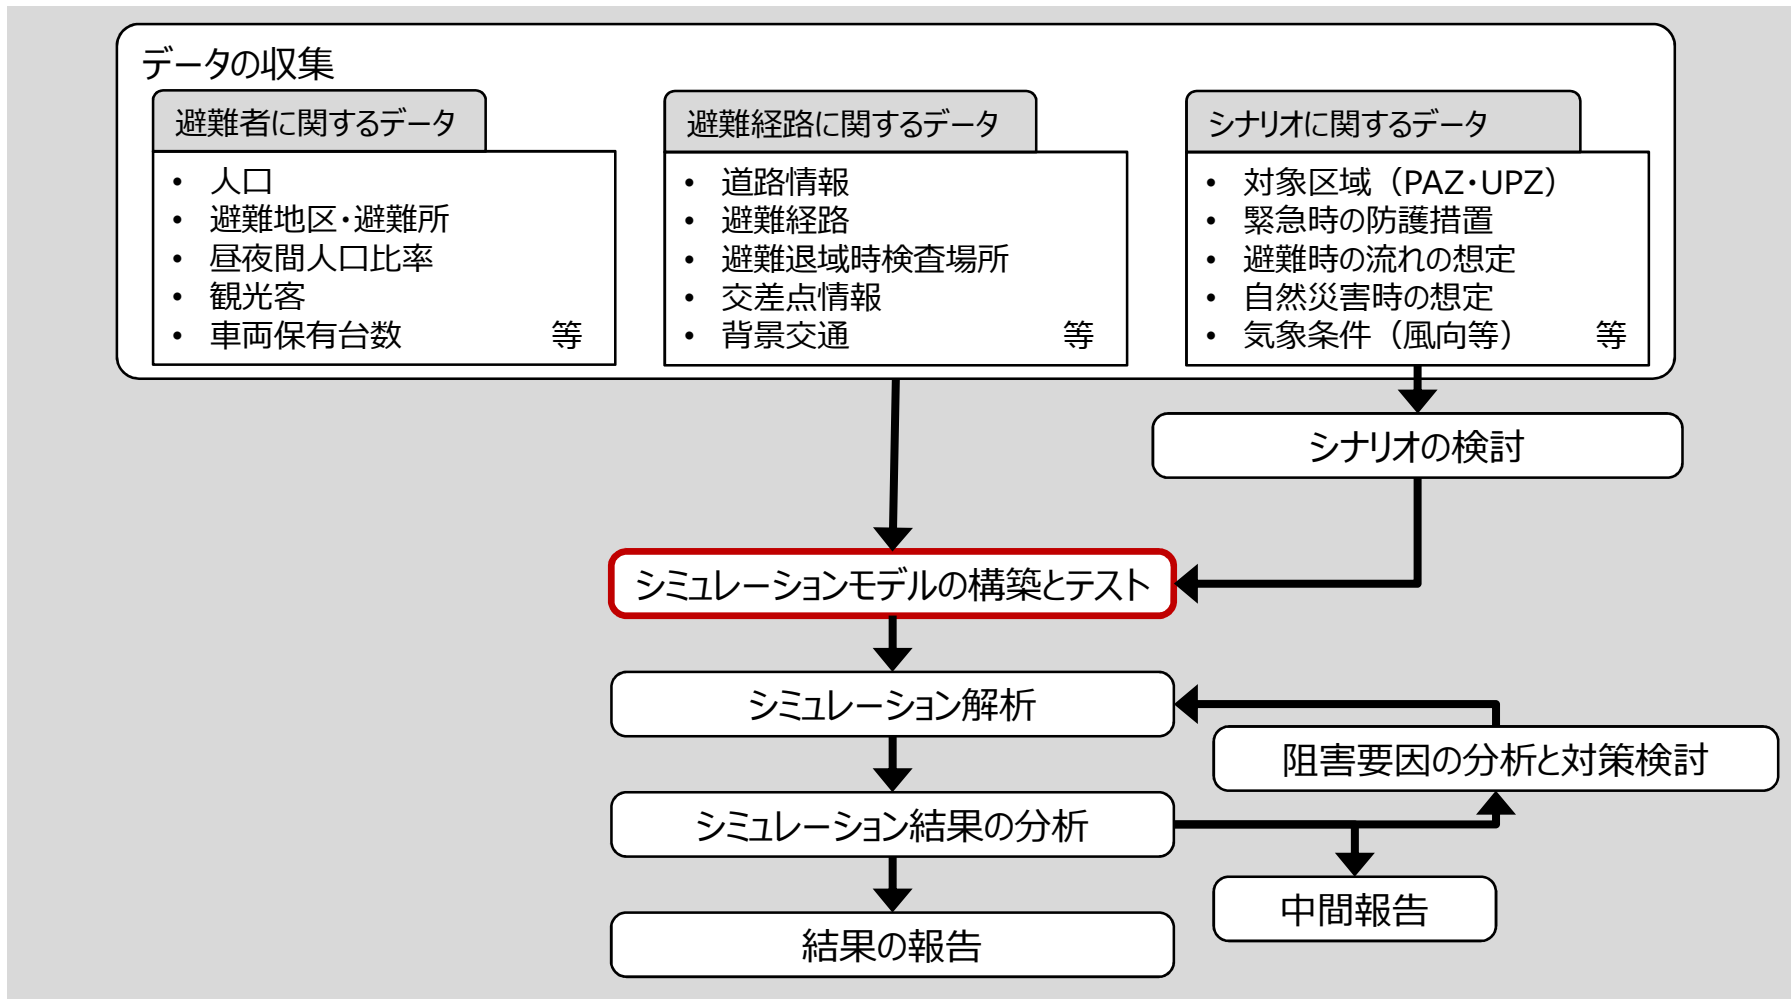 データの収集
避難者に関するデータ
• 人口
• 避難地区・避難所
• 昼夜間人口比率
• 観光客
• 車両保有台数 等
避難経路に関するデータ
• 道路情報
• 避難経路
• 避難退域時検査場所
• 交差点情報
• 背景交通 等
シナリオに関するデータ
• 対象区域（PAZ・UPZ）
• 緊急時の防護措置
• 避難時の流れの想定
• 自然災害時の想定
• 気象条件（風向等） 等
シナリオの検討
シミュレーションモデルの構築とテスト
シミュレーション解析
阻害要因の分析と対策検討
シミュレーション結果の分析
中間報告
結果の報告